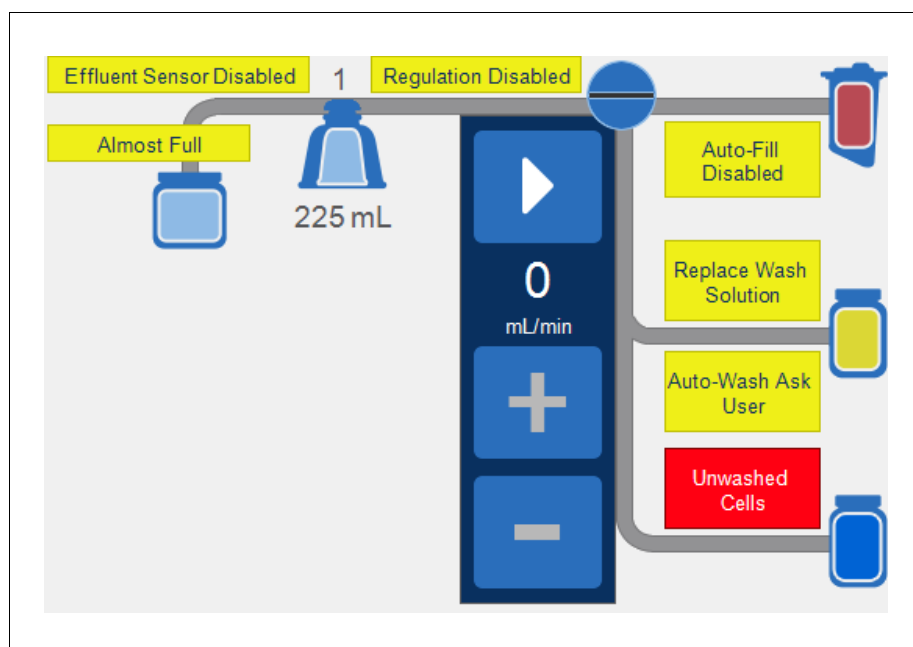 Effluent Sensor Disabled
1
Regulation Disabled
Almost Full
225 mL
Auto-Fill
Disabled
0
mL/min
Replace Wash
Solution
Auto-Wash Ask
User
Unwashed
Cells